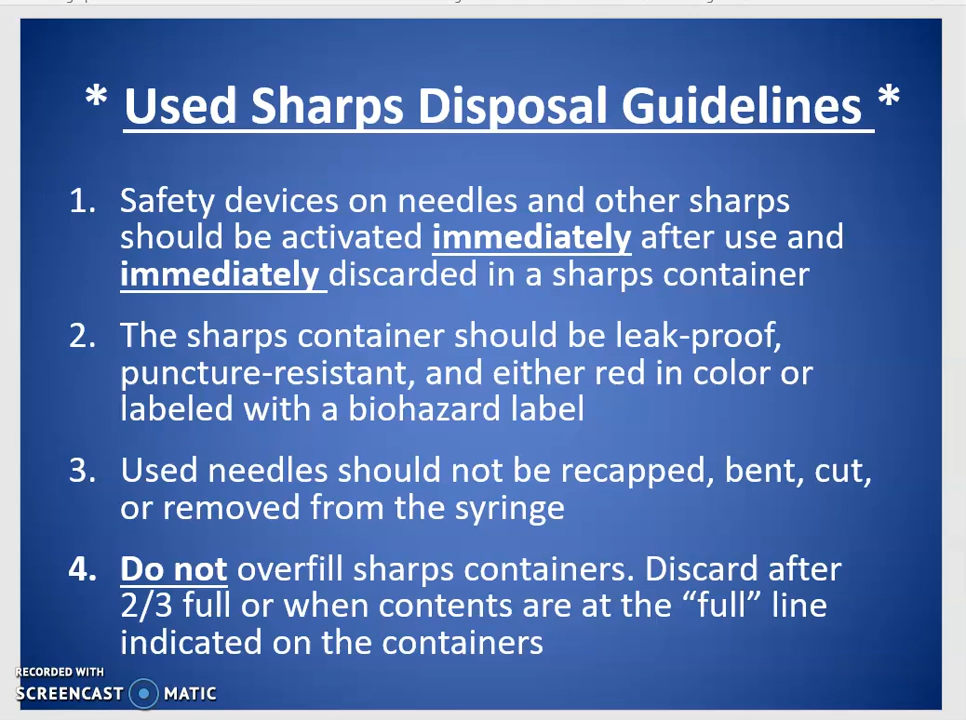 * Used Sharps Disposal Guidelines *
1. Safety devices on needles and other sharps
should be activated immediately after use and
immediately discarded in a sharps container
2. The sharps container should be leak-proof,
puncture-resistant, and either red in color or
labeled with a biohazard label
3. Used needles should not be recapped, bent, cut,
or removed from the syringe
4. Do not overfill sharps containers. Discard after
2/3 full or when contents are at the “full” line
indicated on the containers
RECORDED WITH
SCREENCAST MATIC